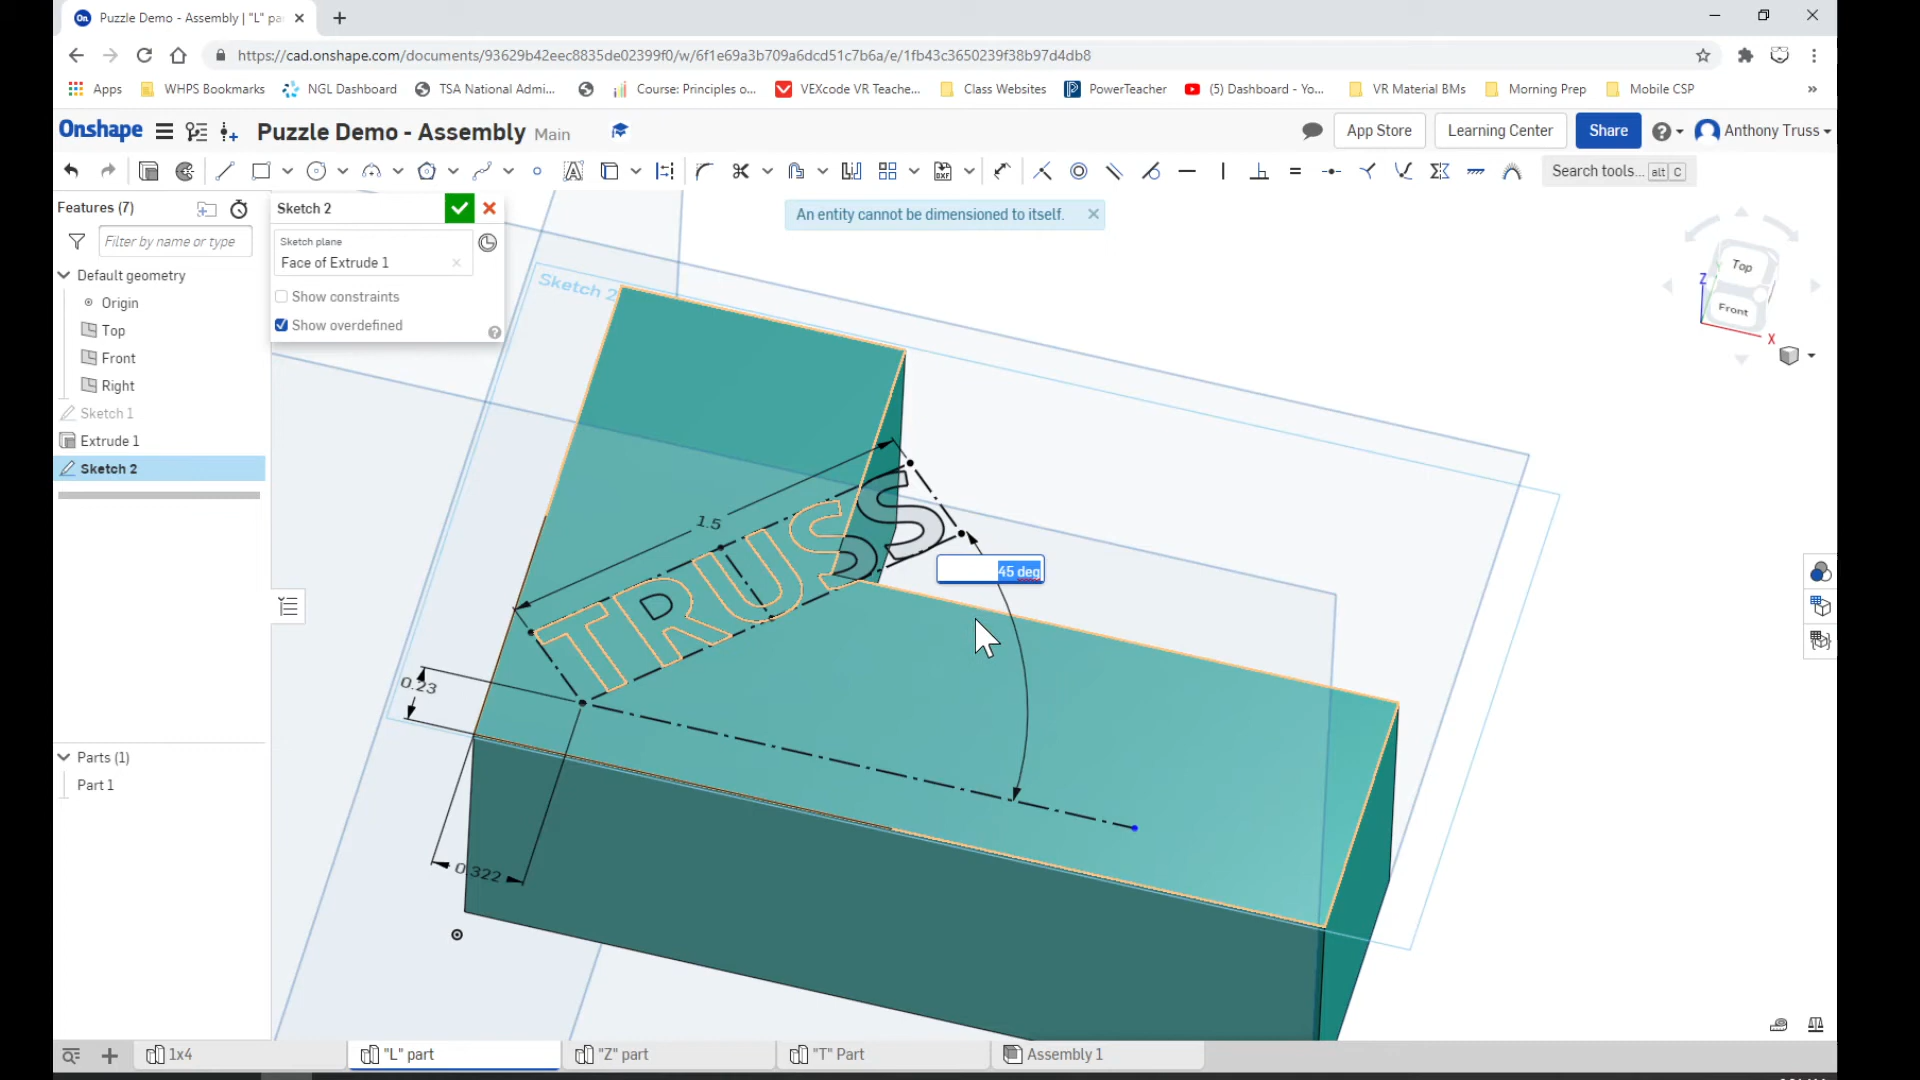 Puzzle Demo - Assembly | "L" pa
https://cad.onshape.com/documents/93629b42eec8835de02399f0/w/6f1e69a3b709a6dcd51c7b6a/e/1fb43c3650239f38b97d4db8
Apps WHPS Bookmarks NGL Dashboard TSA National Admi... Course: Principles o... VEXcode VR Teache... Class Websites PowerTeacher (5) Dashboard - Yo... VR Material BMs Morning Prep Mobile CSP »
Onshape Puzzle Demo - Assembly Main App Store Learning Center Share Anthony Truss
Search tools... alt C
Features (7)
Sketch 2
An entity cannot be dimensioned to itself.
Filter by name or type
Sketch plane
Face of Extrude 1
Default geometry
Show constraints
Origin
Show overdefined
Top
Front
Right
Sketch 1
Extrude 1
Sketch 2
Sketch 2
Top
Front
Z
X
1.5
TRUSS
45 deg
0.23
0.322
Parts (1)
Part 1
1x4 "L" part "Z" part "T" Part Assembly 1